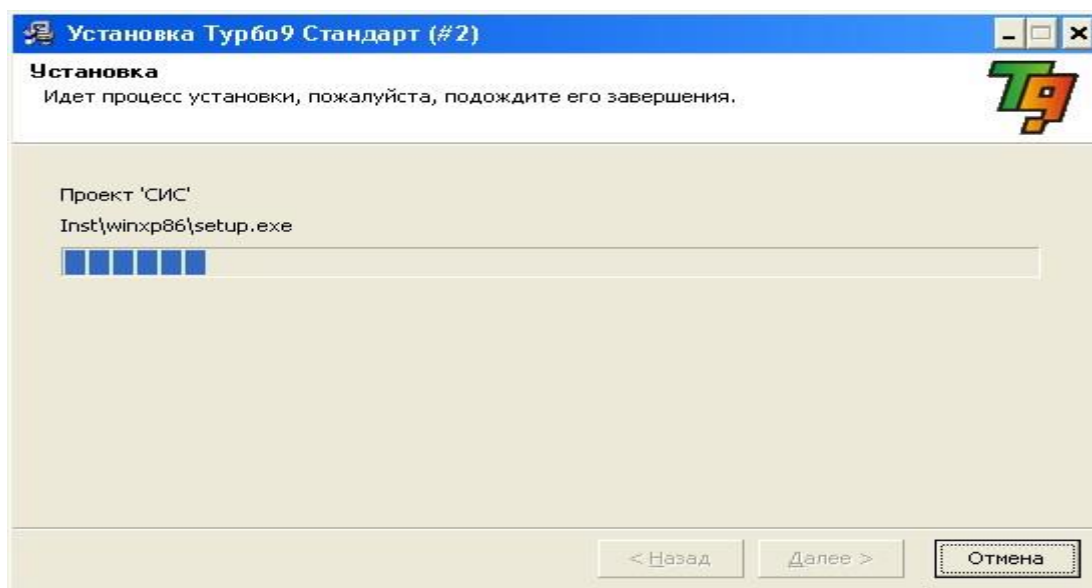 Установка Турбо9 Стандарт (#2)
Установка
Идет процесс установки, пожалуйста, подождите его завершения.
T9
Проект 'СИС'
Inst\winxp86\setup.exe
< Назад
Далее >
Отмена